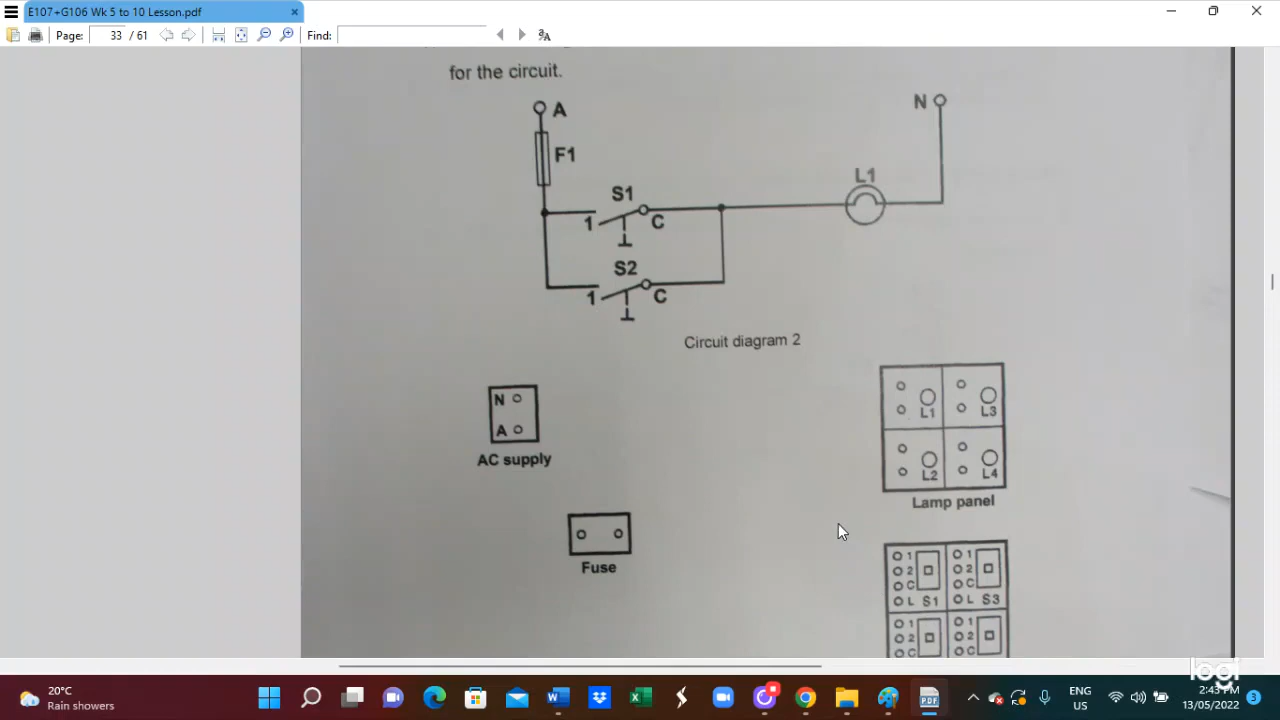 E107+G106 Wk 5 to 10 Lesson.pdf
Page: 33 / 61
Find:
for the circuit.
A
N
F1
S1
L1
1
C
S2
1
C
Circuit diagram 2
N
A
AC supply
L1 L3
L2 L4
Lamp panel
Fuse
1 1
2 2
C C
L S1 L S3
1 1
2 2
C C
20°C
Rain showers
ENG
US
2:43 PM
13/05/2022
3
logi